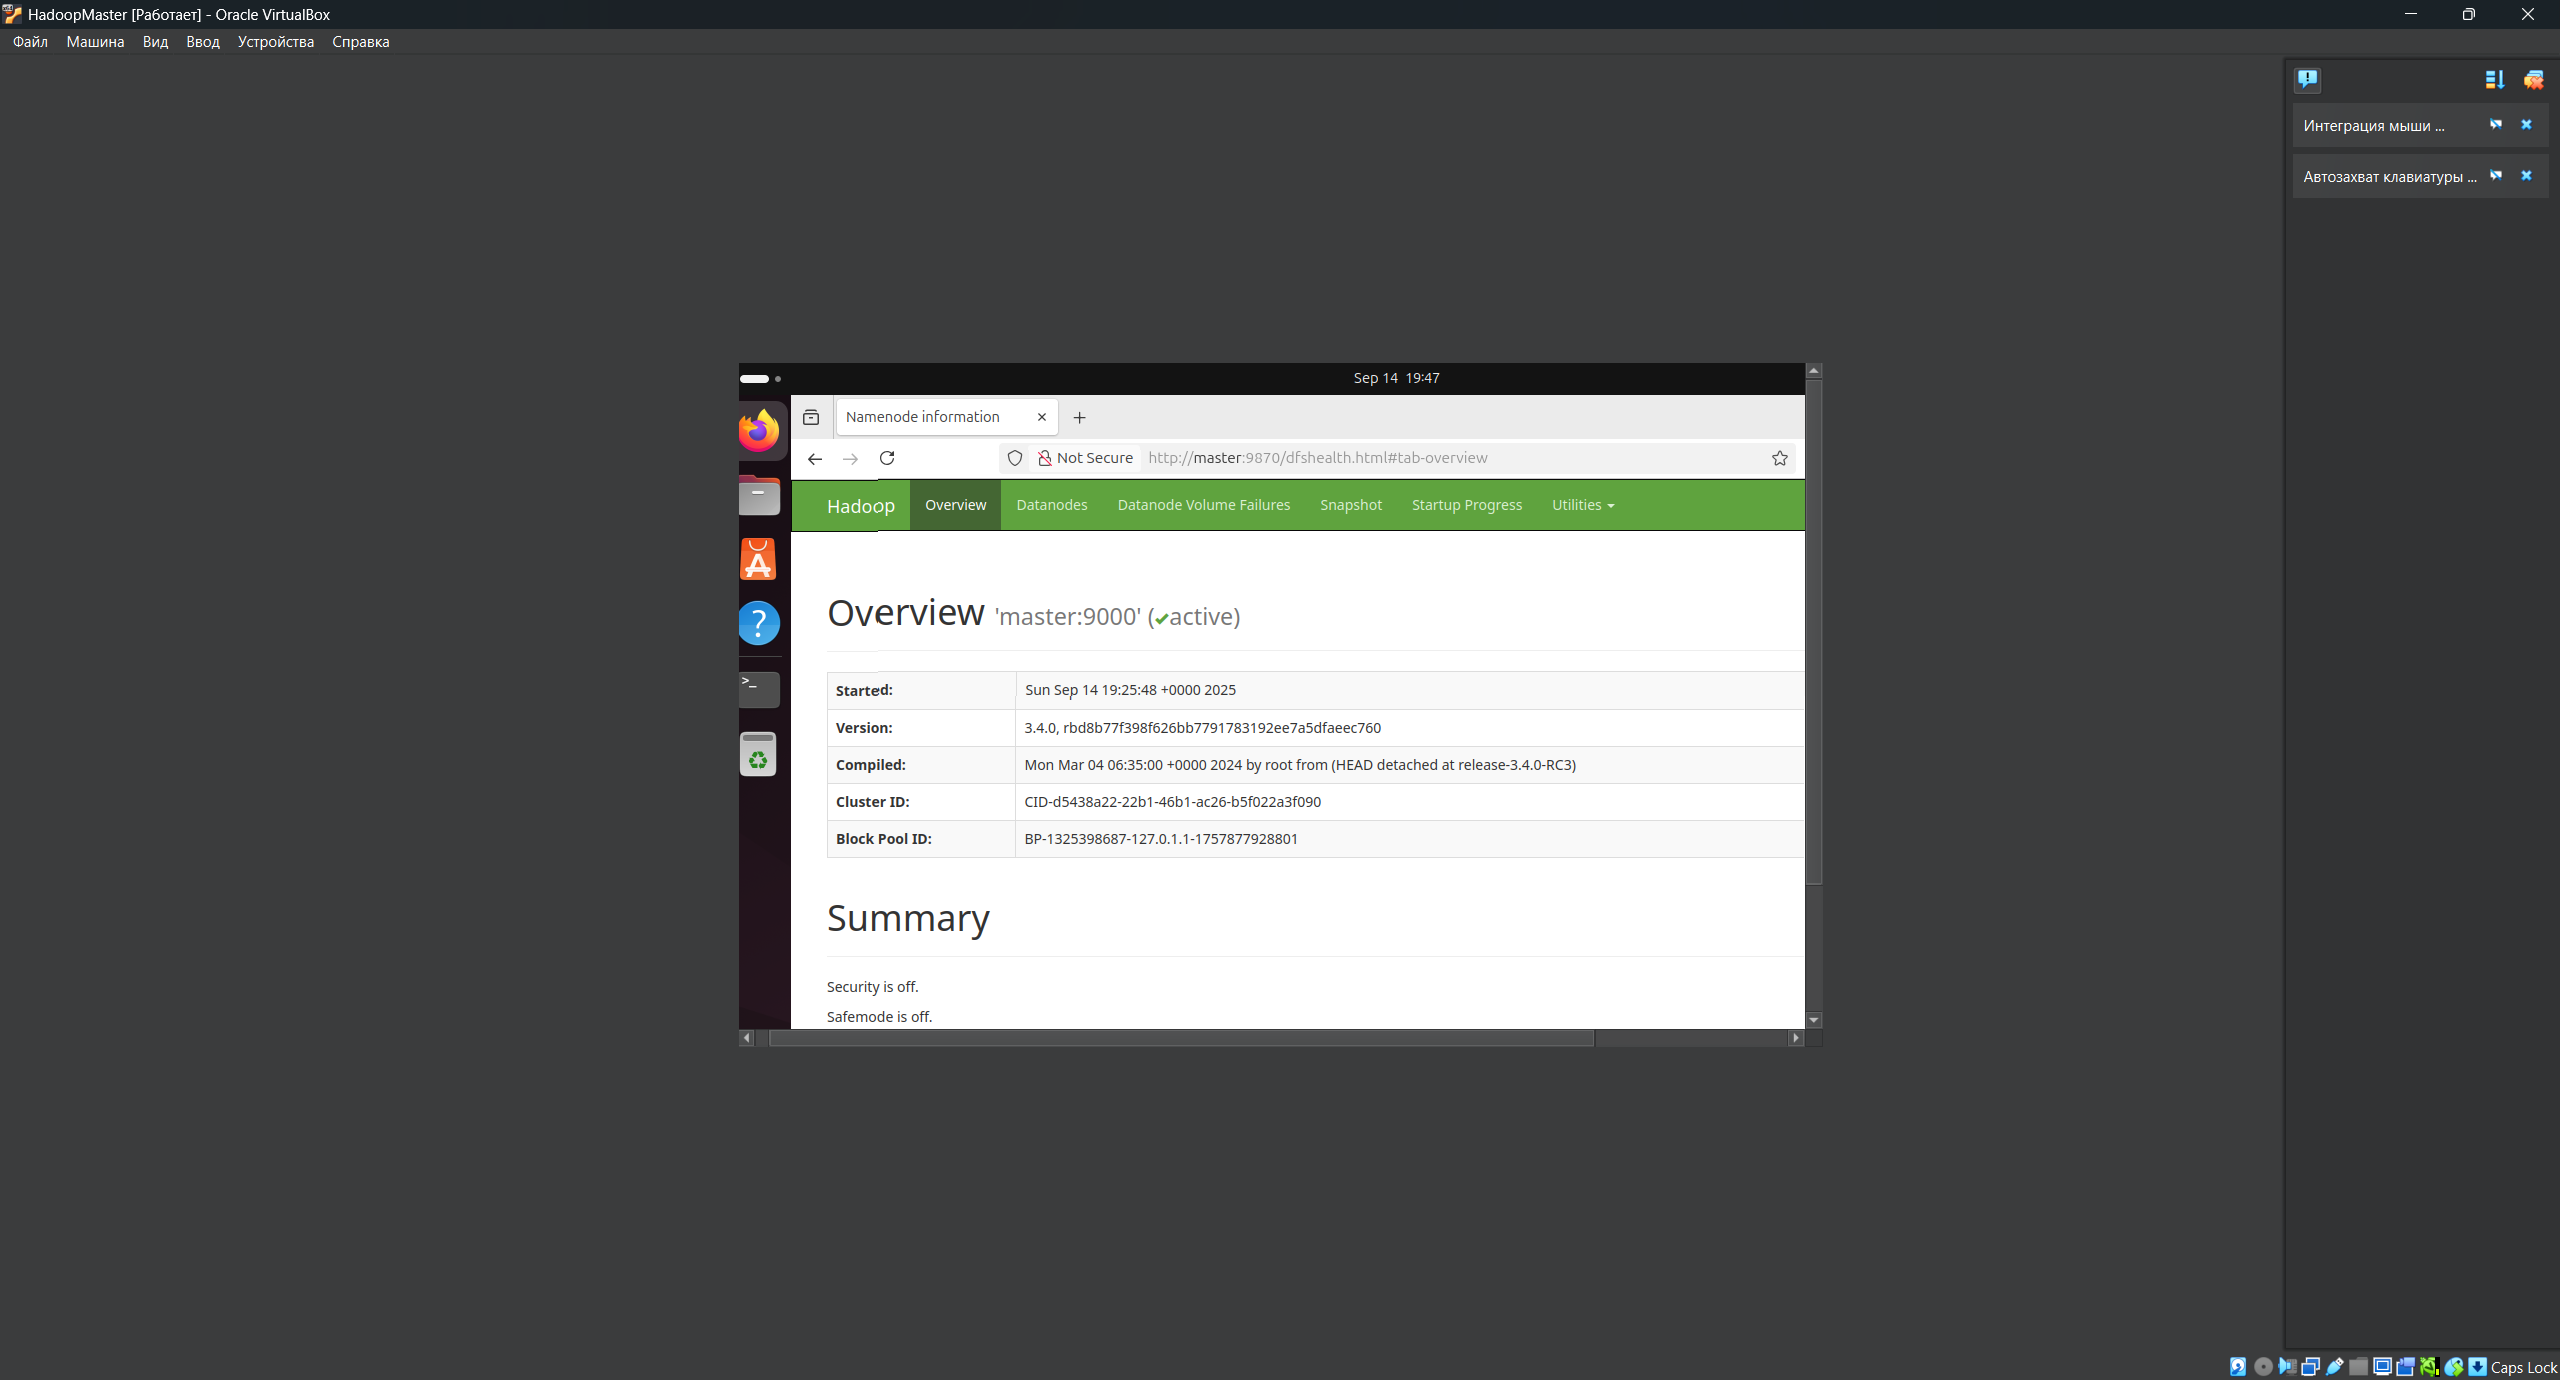 HadoopMaster [Работает] - Oracle VirtualBox
Файл Машина Вид Ввод Устройства Справка
Интеграция мыши ...
Автозахват клавиатуры ...
Sep 14 19:47
Namenode information
Not Secure http://master:9870/dfshealth.html#tab-overview
Hadoop Overview Datanodes Datanode Volume Failures Snapshot Startup Progress Utilities
Overview 'master:9000' (✔active)
Started: Sun Sep 14 19:25:48 +0000 2025
Version: 3.4.0, rbd8b77f398f626bb7791783192ee7a5dfaeec760
Compiled: Mon Mar 04 06:35:00 +0000 2024 by root from (HEAD detached at release-3.4.0-RC3)
Cluster ID: CID-d5438a22-22b1-46b1-ac26-b5f022a3f090
Block Pool ID: BP-1325398687-127.0.1.1-1757877928801
Summary
Security is off.
Safemode is off.
Caps Lock